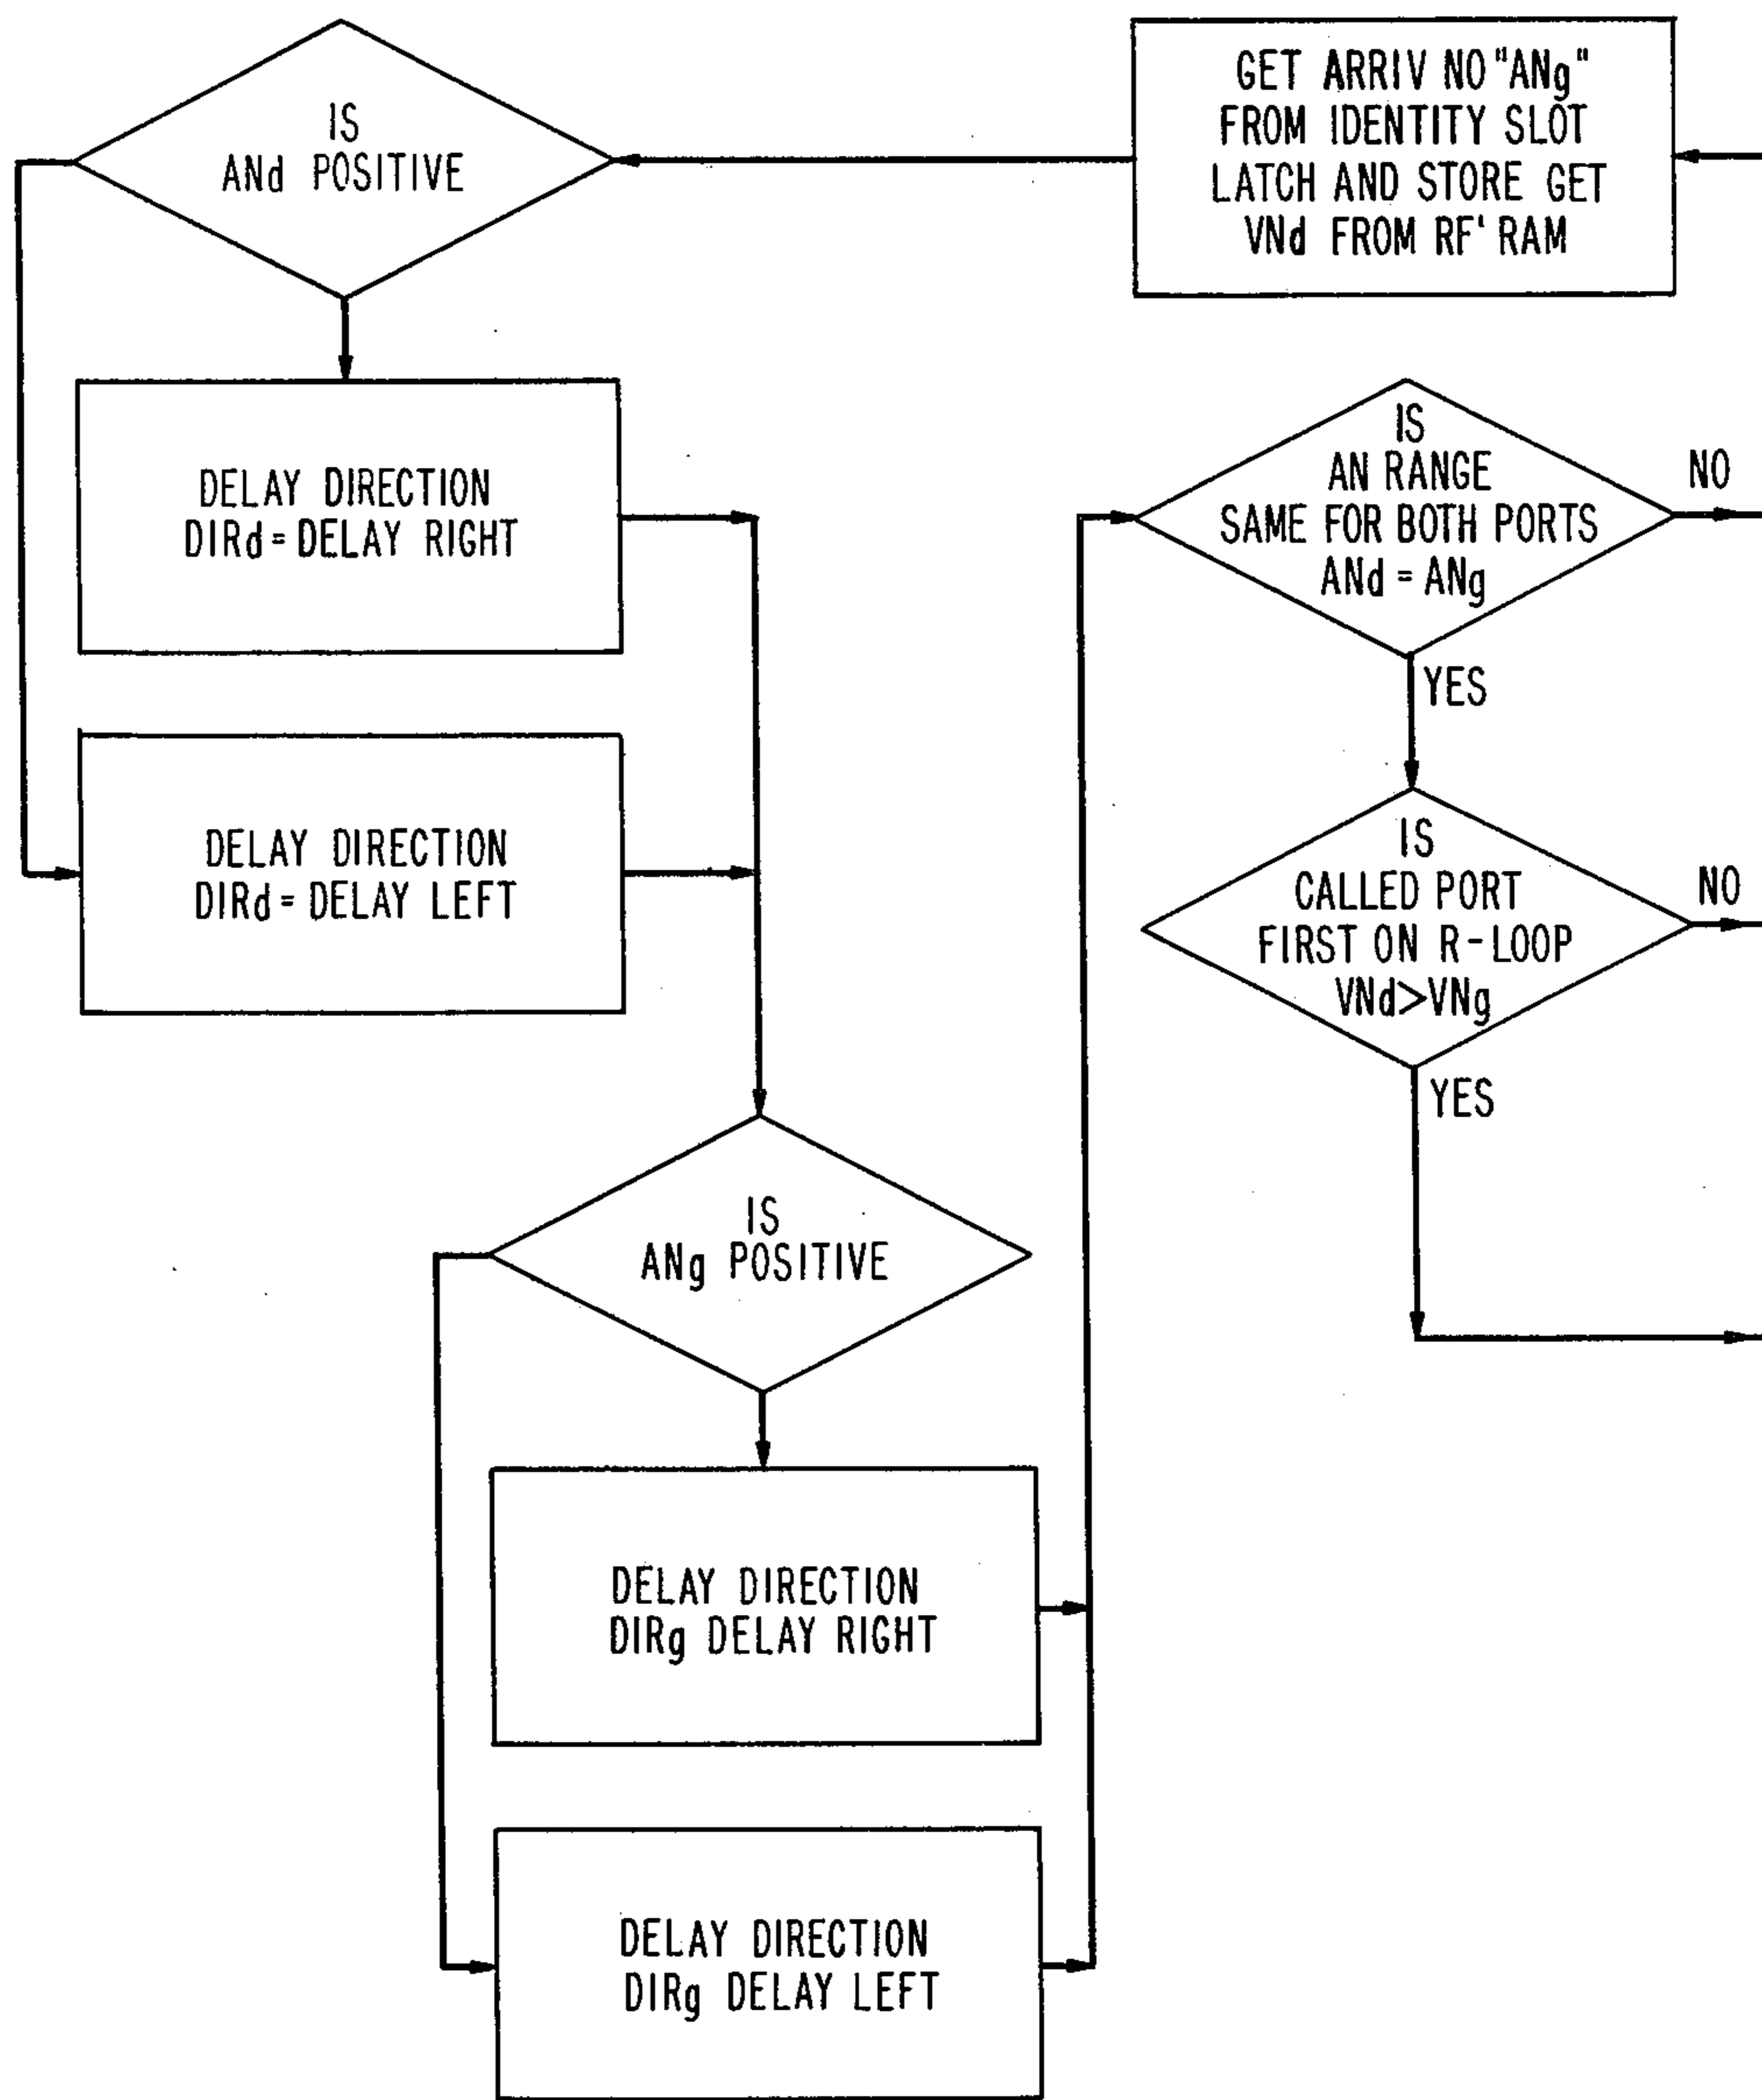 GET ARRIV NO "ANg"
FROM IDENTITY SLOT
LATCH AND STORE GET
VNd FROM RF' RAM
IS
ANd POSITIVE
DELAY DIRECTION
DIRd = DELAY RIGHT
DELAY DIRECTION
DIRd = DELAY LEFT
IS
ANg POSITIVE
DELAY DIRECTION
DIRg DELAY RIGHT
DELAY DIRECTION
DIRg DELAY LEFT
IS
AN RANGE
SAME FOR BOTH PORTS
ANd = ANg
NO
YES
IS
CALLED PORT
FIRST ON R-LOOP
VNd>VNg
NO
YES